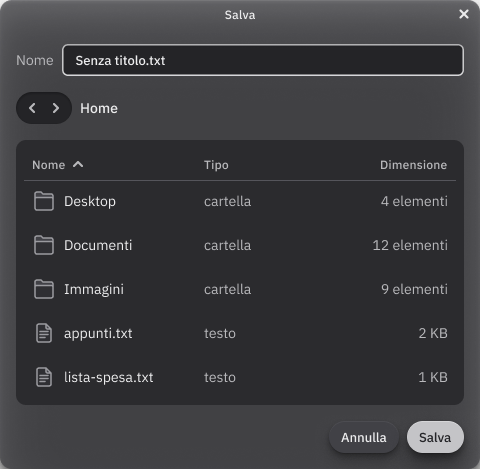 Salva
Nome Senza titolo.txt
Home
Nome Tipo Dimensione
Desktop cartella 4 elementi
Documenti cartella 12 elementi
Immagini cartella 9 elementi
appunti.txt testo 2 KB
lista-spesa.txt testo 1 KB
Annulla Salva